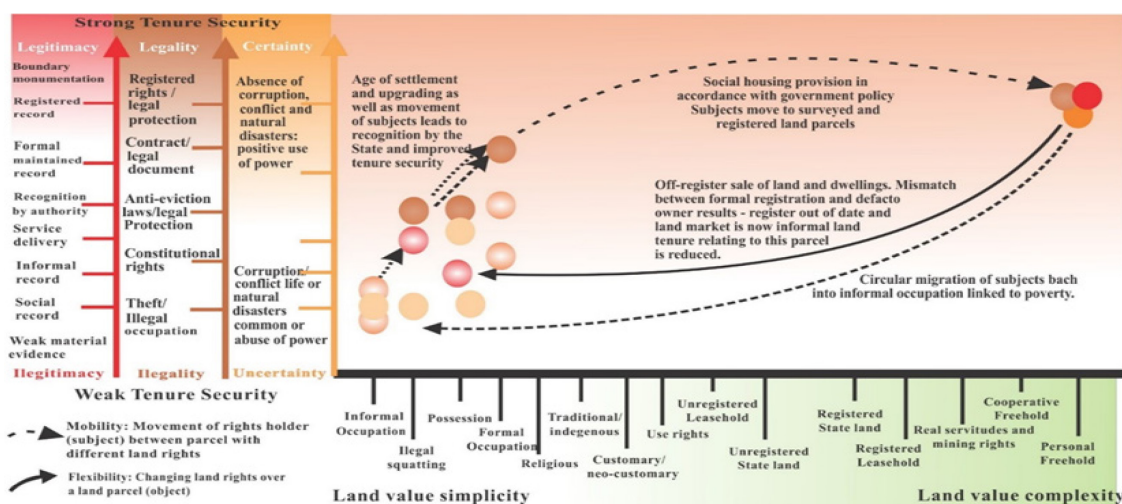 Strong Tenure Security
Legitimacy
Legality
Certainty
Boundary
monumentation
Registered
record
Formal
maintained
record
Recognition
by authority
Service
delivery
Informal
record
Social
record
Weak material
evidence
Ilegitimacy
Registered
rights /
legal
protection
Contract/
legal
document
Anti-eviction
laws/legal
Protection
Constitutional
rights
Theft/
Illegal
occupation
Ilegality
Absence of
corruption,
conflict and
natural
disasters:
positive use
of power
Corruption/
conflict life or
natural
disasters
common or
abuse of power
Uncertainty
Weak Tenure Security
Age of settlement
and upgrading as
well as movement
of subjects leads to
recognition by the
State and improved
tenure security
Social housing provision in
accordance with government policy
Subjects move to surveyed and
registered land parcels
Off-register sale of land and dwellings. Mismatch
between formal registration and defacto
owner results - register out of date and
land market is now informal land
tenure relating to this parcel
is reduced.
Circular migration of subjects bach
into informal occupation linked to poverty.
Informal
Occupation
Ilegal
squatting
Possession
Formal
Occupation
Religious
Traditional/
indegenous
Customary/
neo-customary
Use rights
Unregistered
Leasehold
Unregistered
State land
Registered
State land
Registered
Leasehold
Real servitudes and
mining rights
Cooperative
Freehold
Personal
Freehold
Mobility: Movement of rights holder
(subject) between parcel with
different land rights
Flexibility: Changing land rights over
a land parcel (object)
Land value simplicity
Land value complexity